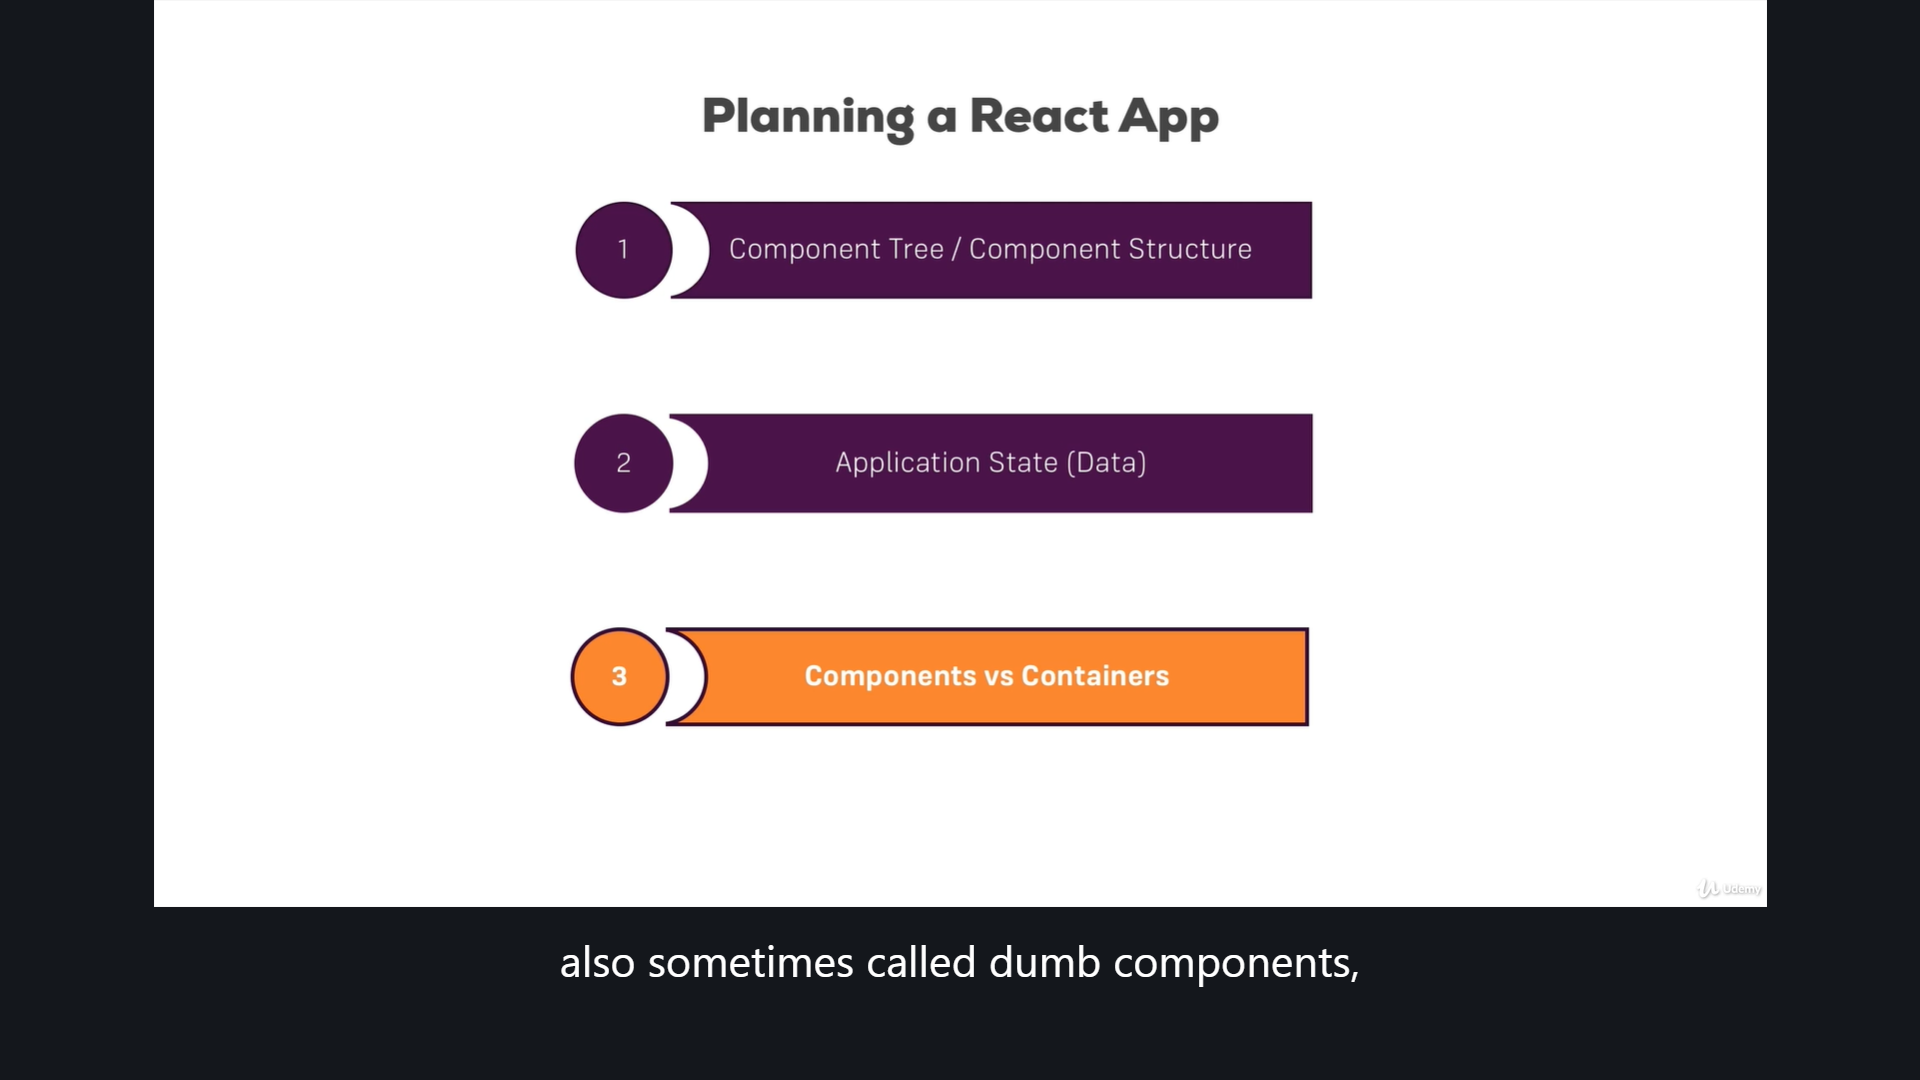 Planning a React App
1
Component Tree / Component Structure
2
Application State (Data)
3
Components vs Containers
Udemy
also sometimes called dumb components,